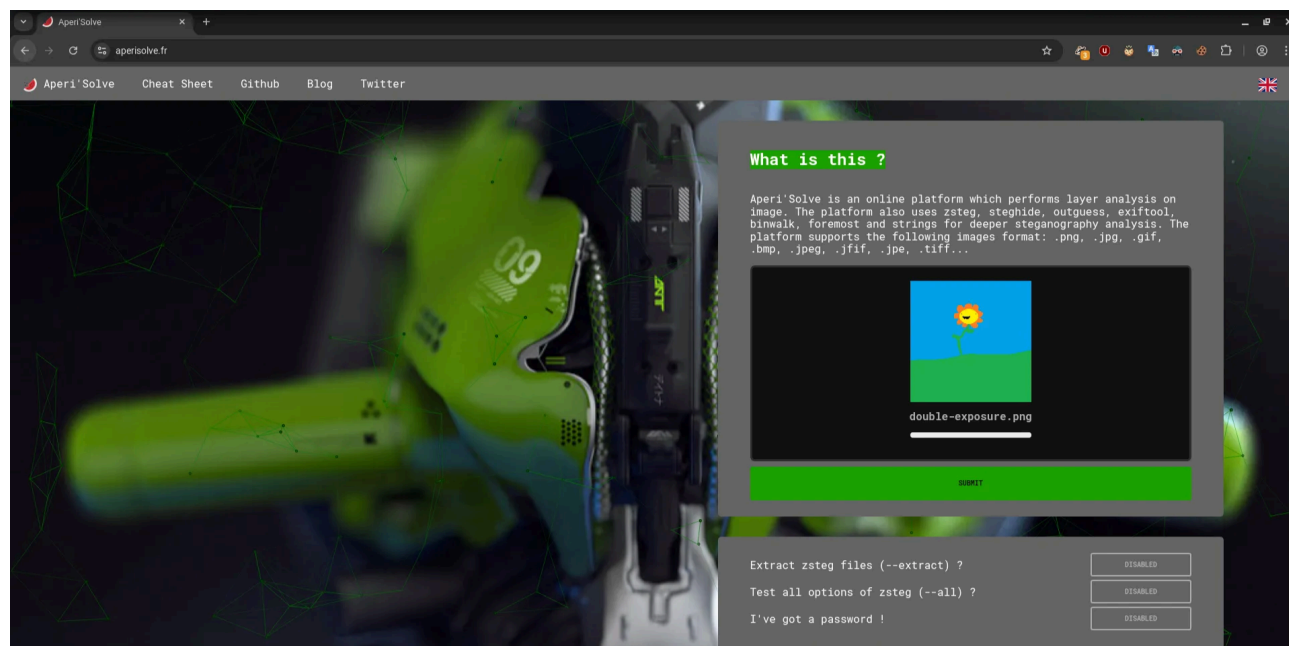 Aperi'Solve
aperisolve.fr
Aperi'Solve Cheat Sheet Github Blog Twitter
09
What is this ?
Aperi'Solve is an online platform which performs layer analysis on
image. The platform also uses zsteg, steghide, outguess, exiftool,
binwalk, foremost and strings for deeper steganography analysis. The
platform supports the following images format: .png, .jpg, .gif,
.bmp, .jpeg, .jfif, .jpe, .tiff...
double-exposure.png
SUBMIT
Extract zsteg files (--extract) ? DISABLED
Test all options of zsteg (--all) ? DISABLED
I've got a password ! DISABLED